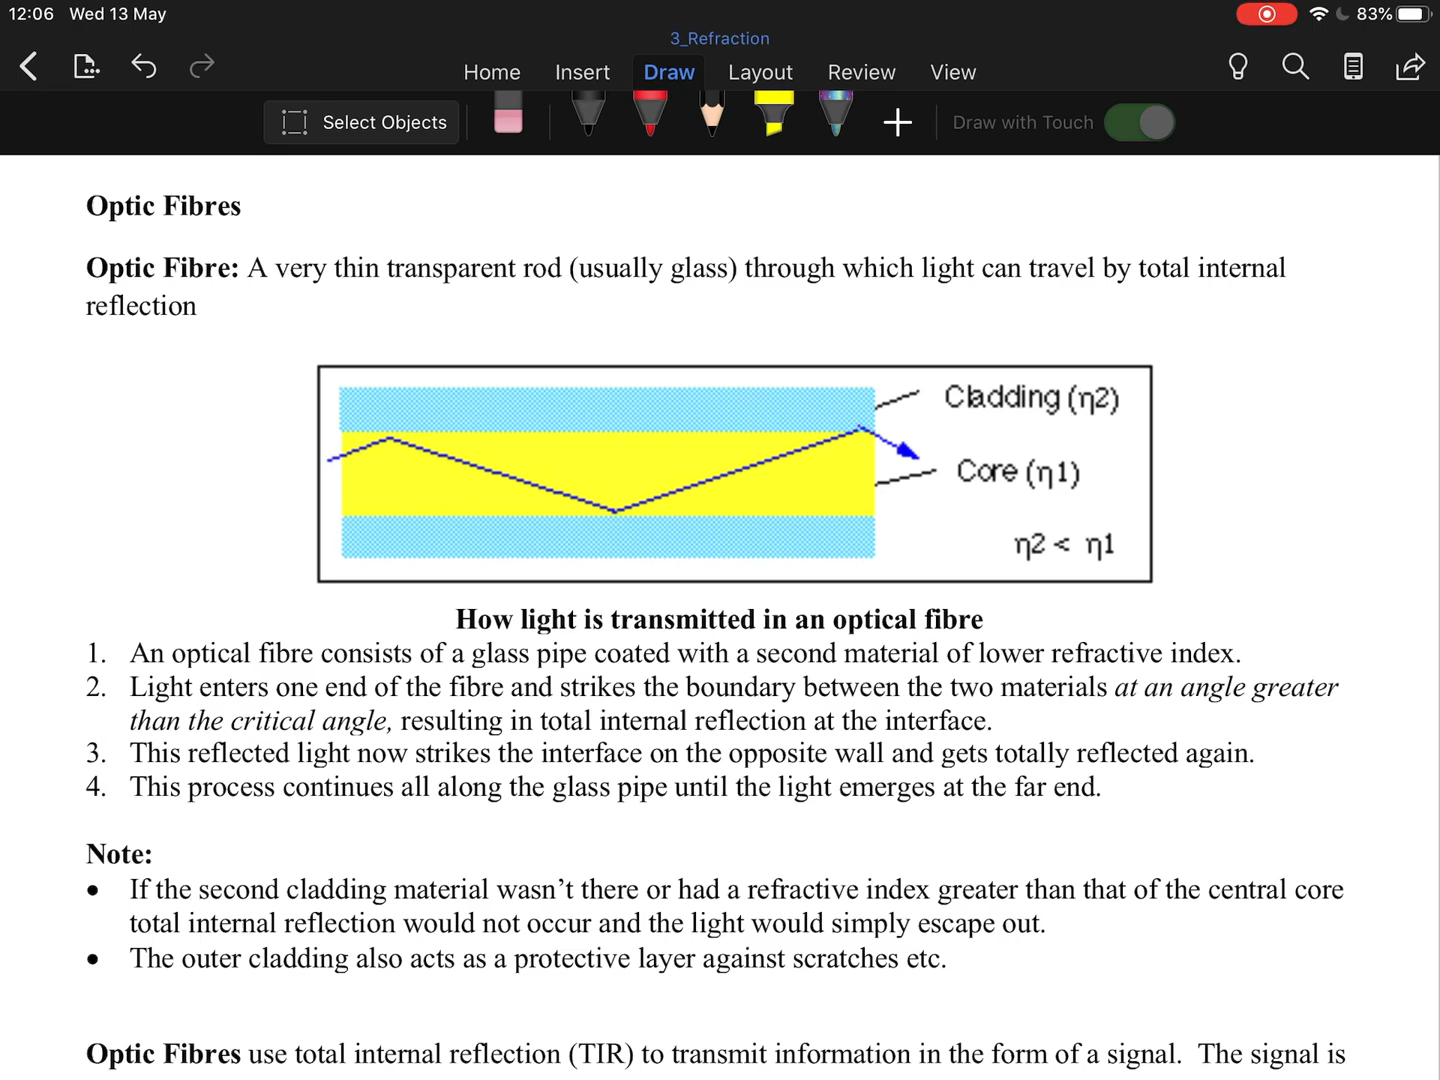 12:06 Wed 13 May
83%
3_Refraction
Home Insert Draw Layout Review View
Select Objects
Draw with Touch
Optic Fibres
Optic Fibre: A very thin transparent rod (usually glass) through which light can travel by total internal
reflection
Cladding (η2)
Core (η1)
η2 < η1
How light is transmitted in an optical fibre
1. An optical fibre consists of a glass pipe coated with a second material of lower refractive index.
2. Light enters one end of the fibre and strikes the boundary between the two materials at an angle greater
than the critical angle, resulting in total internal reflection at the interface.
3. This reflected light now strikes the interface on the opposite wall and gets totally reflected again.
4. This process continues all along the glass pipe until the light emerges at the far end.
Note:
• If the second cladding material wasn’t there or had a refractive index greater than that of the central core
total internal reflection would not occur and the light would simply escape out.
• The outer cladding also acts as a protective layer against scratches etc.
Optic Fibres use total internal reflection (TIR) to transmit information in the form of a signal. The signal is